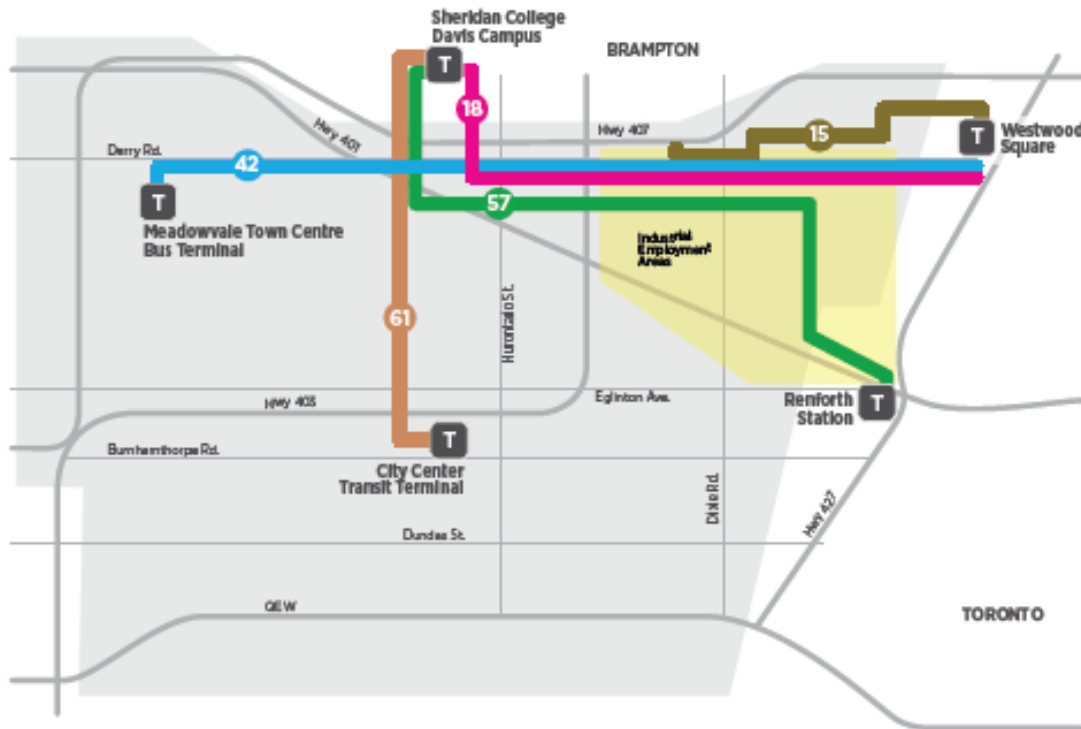 Sheridan College
Davis Campus
T
BRAMPTON
18
Hwy 401
Hwy 407
15
T
Westwood
Square
Derry Rd.
42
T
Meadowvale Town Centre
Bus Terminal
57
Industrial
Employment
Areas
61
Hurontario St.
Hwy 403
Eglinton Ave.
Renforth
Station
T
T
Burnhamthorpe Rd.
City Center
Transit Terminal
Dixie Rd.
Hwy 427
Dundas St.
QEW
TORONTO